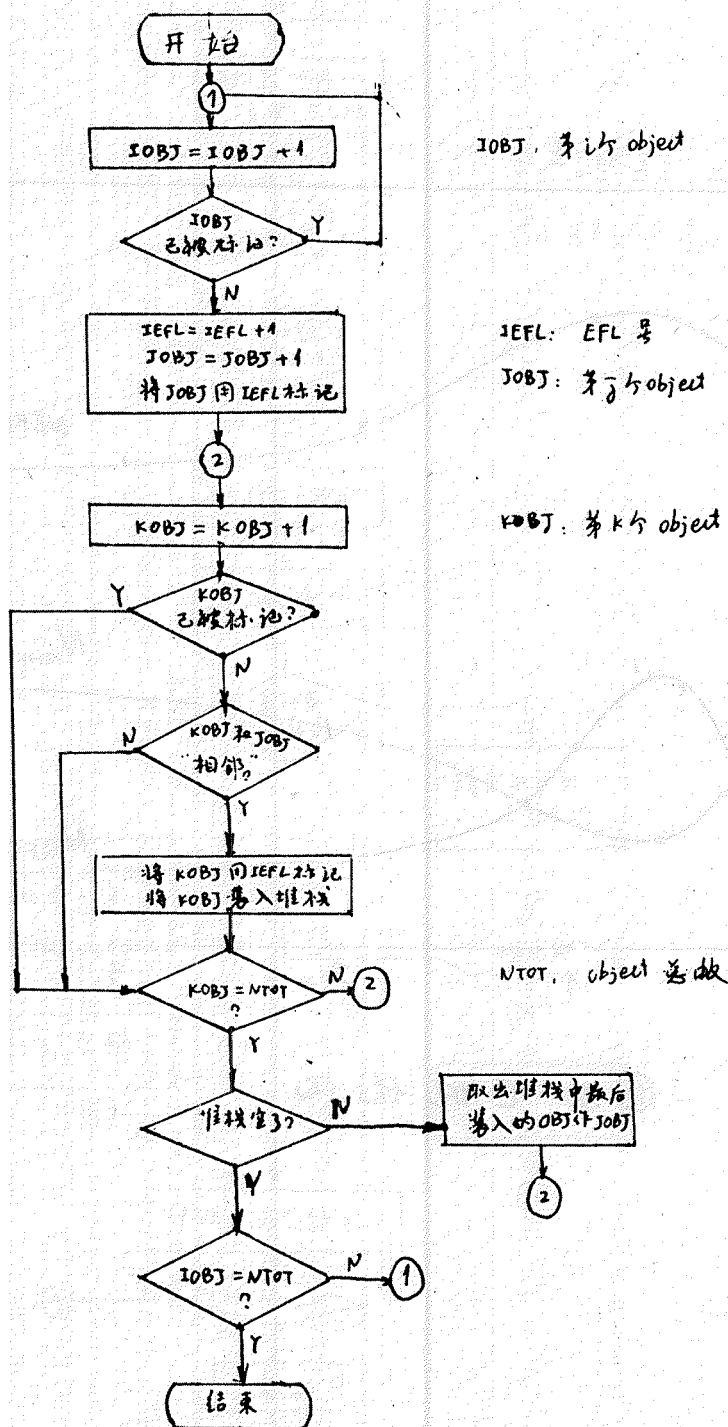 开始
1
IOBJ = IOBJ + 1
IOBJ, 第i个 object
IOBJ
已被标记?
Y
N
IEFL = IEFL + 1
JOBJ = JOBJ + 1
将JOBJ用IEFL标记
IEFL: EFL 号
JOBJ: 第j个object
2
KOBJ = KOBJ + 1
KOBJ: 第K个 object
KOBJ
已被标记?
Y
N
KOBJ和JOBJ
"相邻?"
N
Y
将KOBJ用IEFL标记
将KOBJ装入堆栈
KOBJ = NTOT
?
N
2
NTOT, object 总数
Y
堆栈空了?
N
取出堆栈中最后
装入的OBJ作JOBJ
2
Y
IOBJ = NTOT
?
N
1
Y
结束